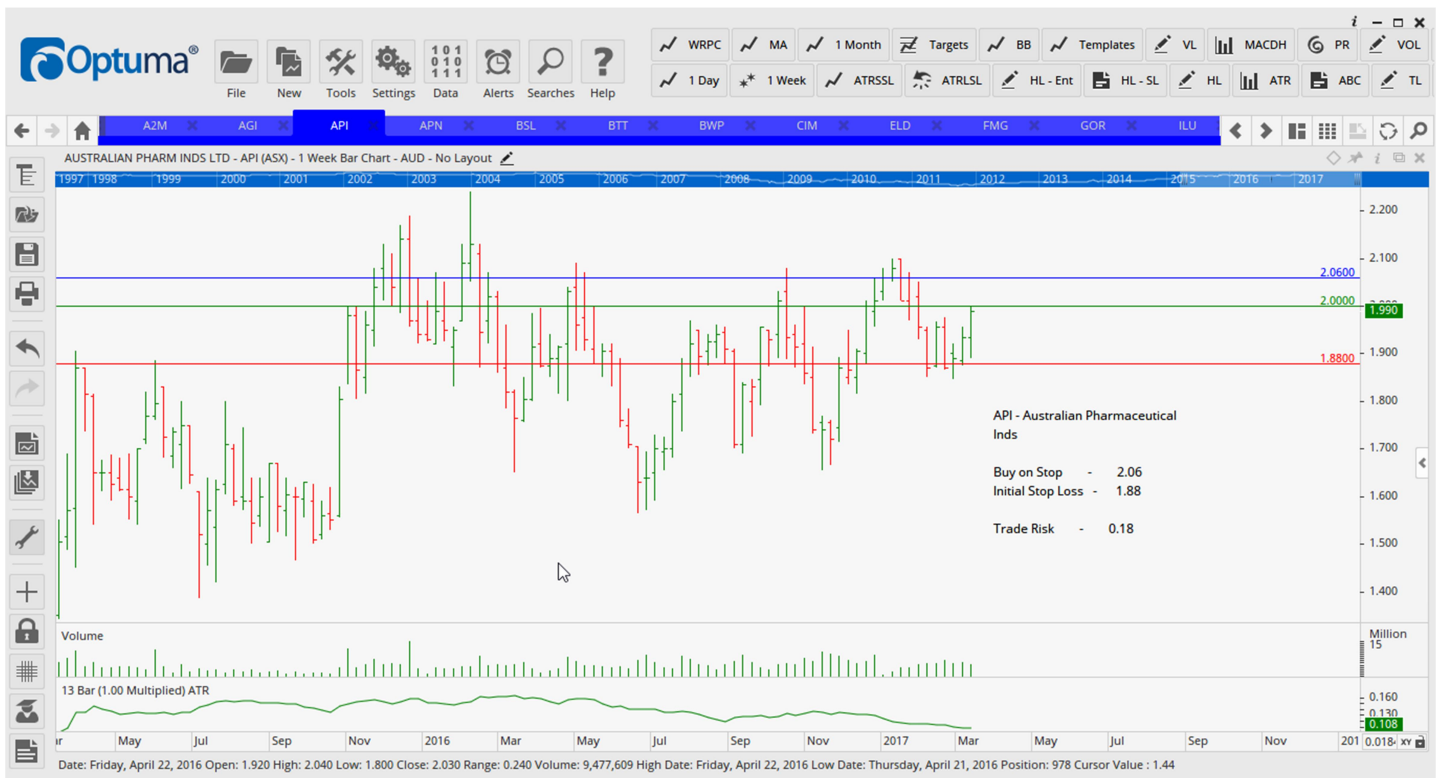 Optuma®
File
New
Tools
Settings
101 010 111
Data
Alerts
Searches
?
Help
WRPC
MA
1 Month
Targets
BB
Templates
VL
MACDH
PR
VOL
1 Day
1 Week
ATRSSL
ATRLSL
HL - Ent
HL - SL
HL
ATR
ABC
TL
A2M
AGI
API
APN
BSL
BTT
BWP
CIM
ELD
FMG
GOR
ILU
AUSTRALIAN PHARM INDS LTD - API (ASX) - 1 Week Bar Chart - AUD - No Layout
1997 1998 1999 2000 2001 2002 2003 2004 2005 2006 2007 2008 2009 2010 2011 2012 2013 2014 2015 2016 2017
2.200
2.100
2.0600
2.0000
1.990
1.900
1.8800
1.800
1.700
1.600
1.500
1.400
API - Australian Pharmaceutical
Inds
Buy on Stop - 2.06
Initial Stop Loss - 1.88
Trade Risk - 0.18
Volume
Million
15
13 Bar (1.00 Multiplied) ATR
0.160
0.130
0.108
May Jul Sep Nov 2016 Mar May Jul Sep Nov 2017 Mar May Jul Sep Nov 201
0.018
XY
Date: Friday, April 22, 2016 Open: 1.920 High: 2.040 Low: 1.800 Close: 2.030 Range: 0.240 Volume: 9,477,609 High Date: Friday, April 22, 2016 Low Date: Thursday, April 21, 2016 Position: 978 Cursor Value : 1.44